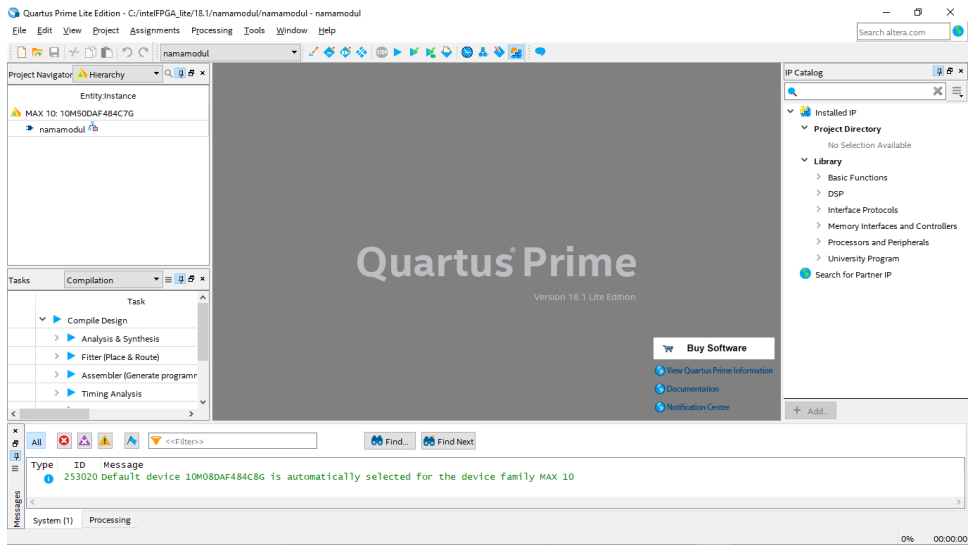 Quartus Prime Lite Edition - C:/intelFPGA_lite/18.1/namamodul/namamodul - namamodul
File Edit View Project Assignments Processing Tools Window Help
Search altera.com
namamodul
STOP
Project Navigator Hierarchy
Entity:Instance
MAX 10: 10M50DAF484C7G
namamodul
Tasks Compilation
Task
Compile Design
Analysis & Synthesis
Fitter (Place & Route)
Assembler (Generate programm
Timing Analysis
Quartus Prime
Version 18.1 Lite Edition
Buy Software
View Quartus Prime Information
Documentation
Notification Center
IP Catalog
Installed IP
Project Directory
No Selection Available
Library
Basic Functions
DSP
Interface Protocols
Memory Interfaces and Controllers
Processors and Peripherals
University Program
Search for Partner IP
+ Add...
All <<Filter>> Find... Find Next
Type ID Message
253020 Default device 10M08DAF484C8G is automatically selected for the device family MAX 10
Messages
System (1) Processing
0% 00:00:00